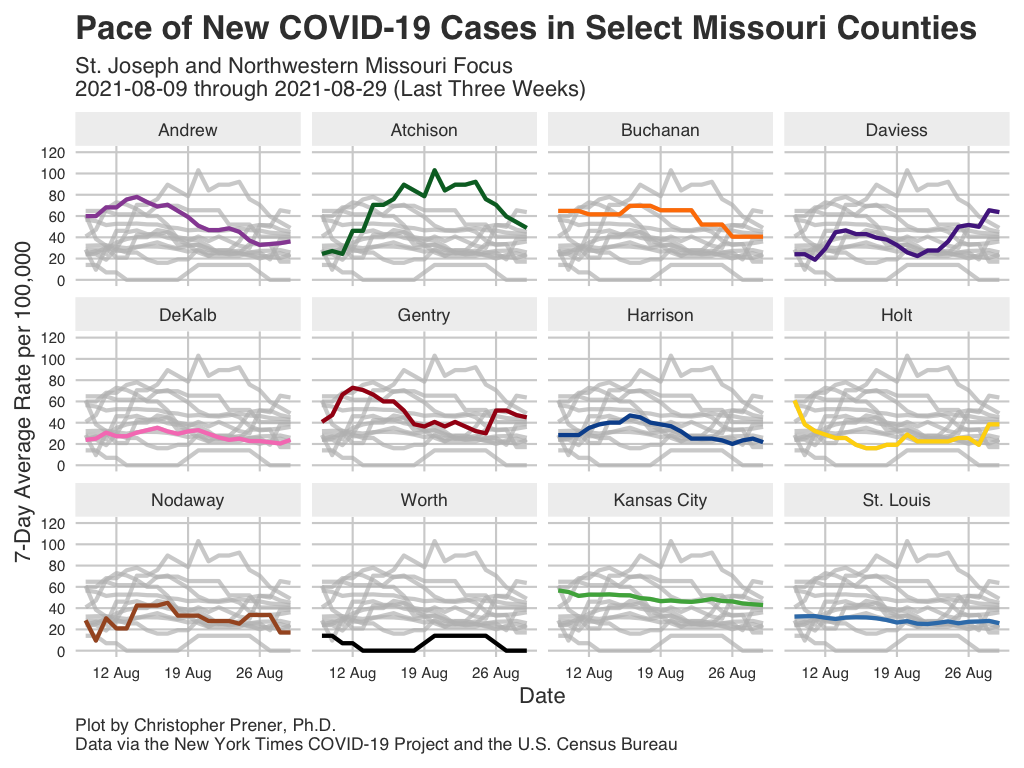 Pace of New COVID-19 Cases in Select Missouri Counties
St. Joseph and Northwestern Missouri Focus
2021-08-09 through 2021-08-29 (Last Three Weeks)
7-Day Average Rate per 100,000
Andrew Atchison Buchanan Daviess
120
100
80
60
40
20
0
DeKalb Gentry Harrison Holt
120
100
80
60
40
20
0
Nodaway Worth Kansas City St. Louis
120
100
80
60
40
20
0
12 Aug 19 Aug 26 Aug 12 Aug 19 Aug 26 Aug 12 Aug 19 Aug 26 Aug 12 Aug 19 Aug 26 Aug
Date
Plot by Christopher Prener, Ph.D.
Data via the New York Times COVID-19 Project and the U.S. Census Bureau